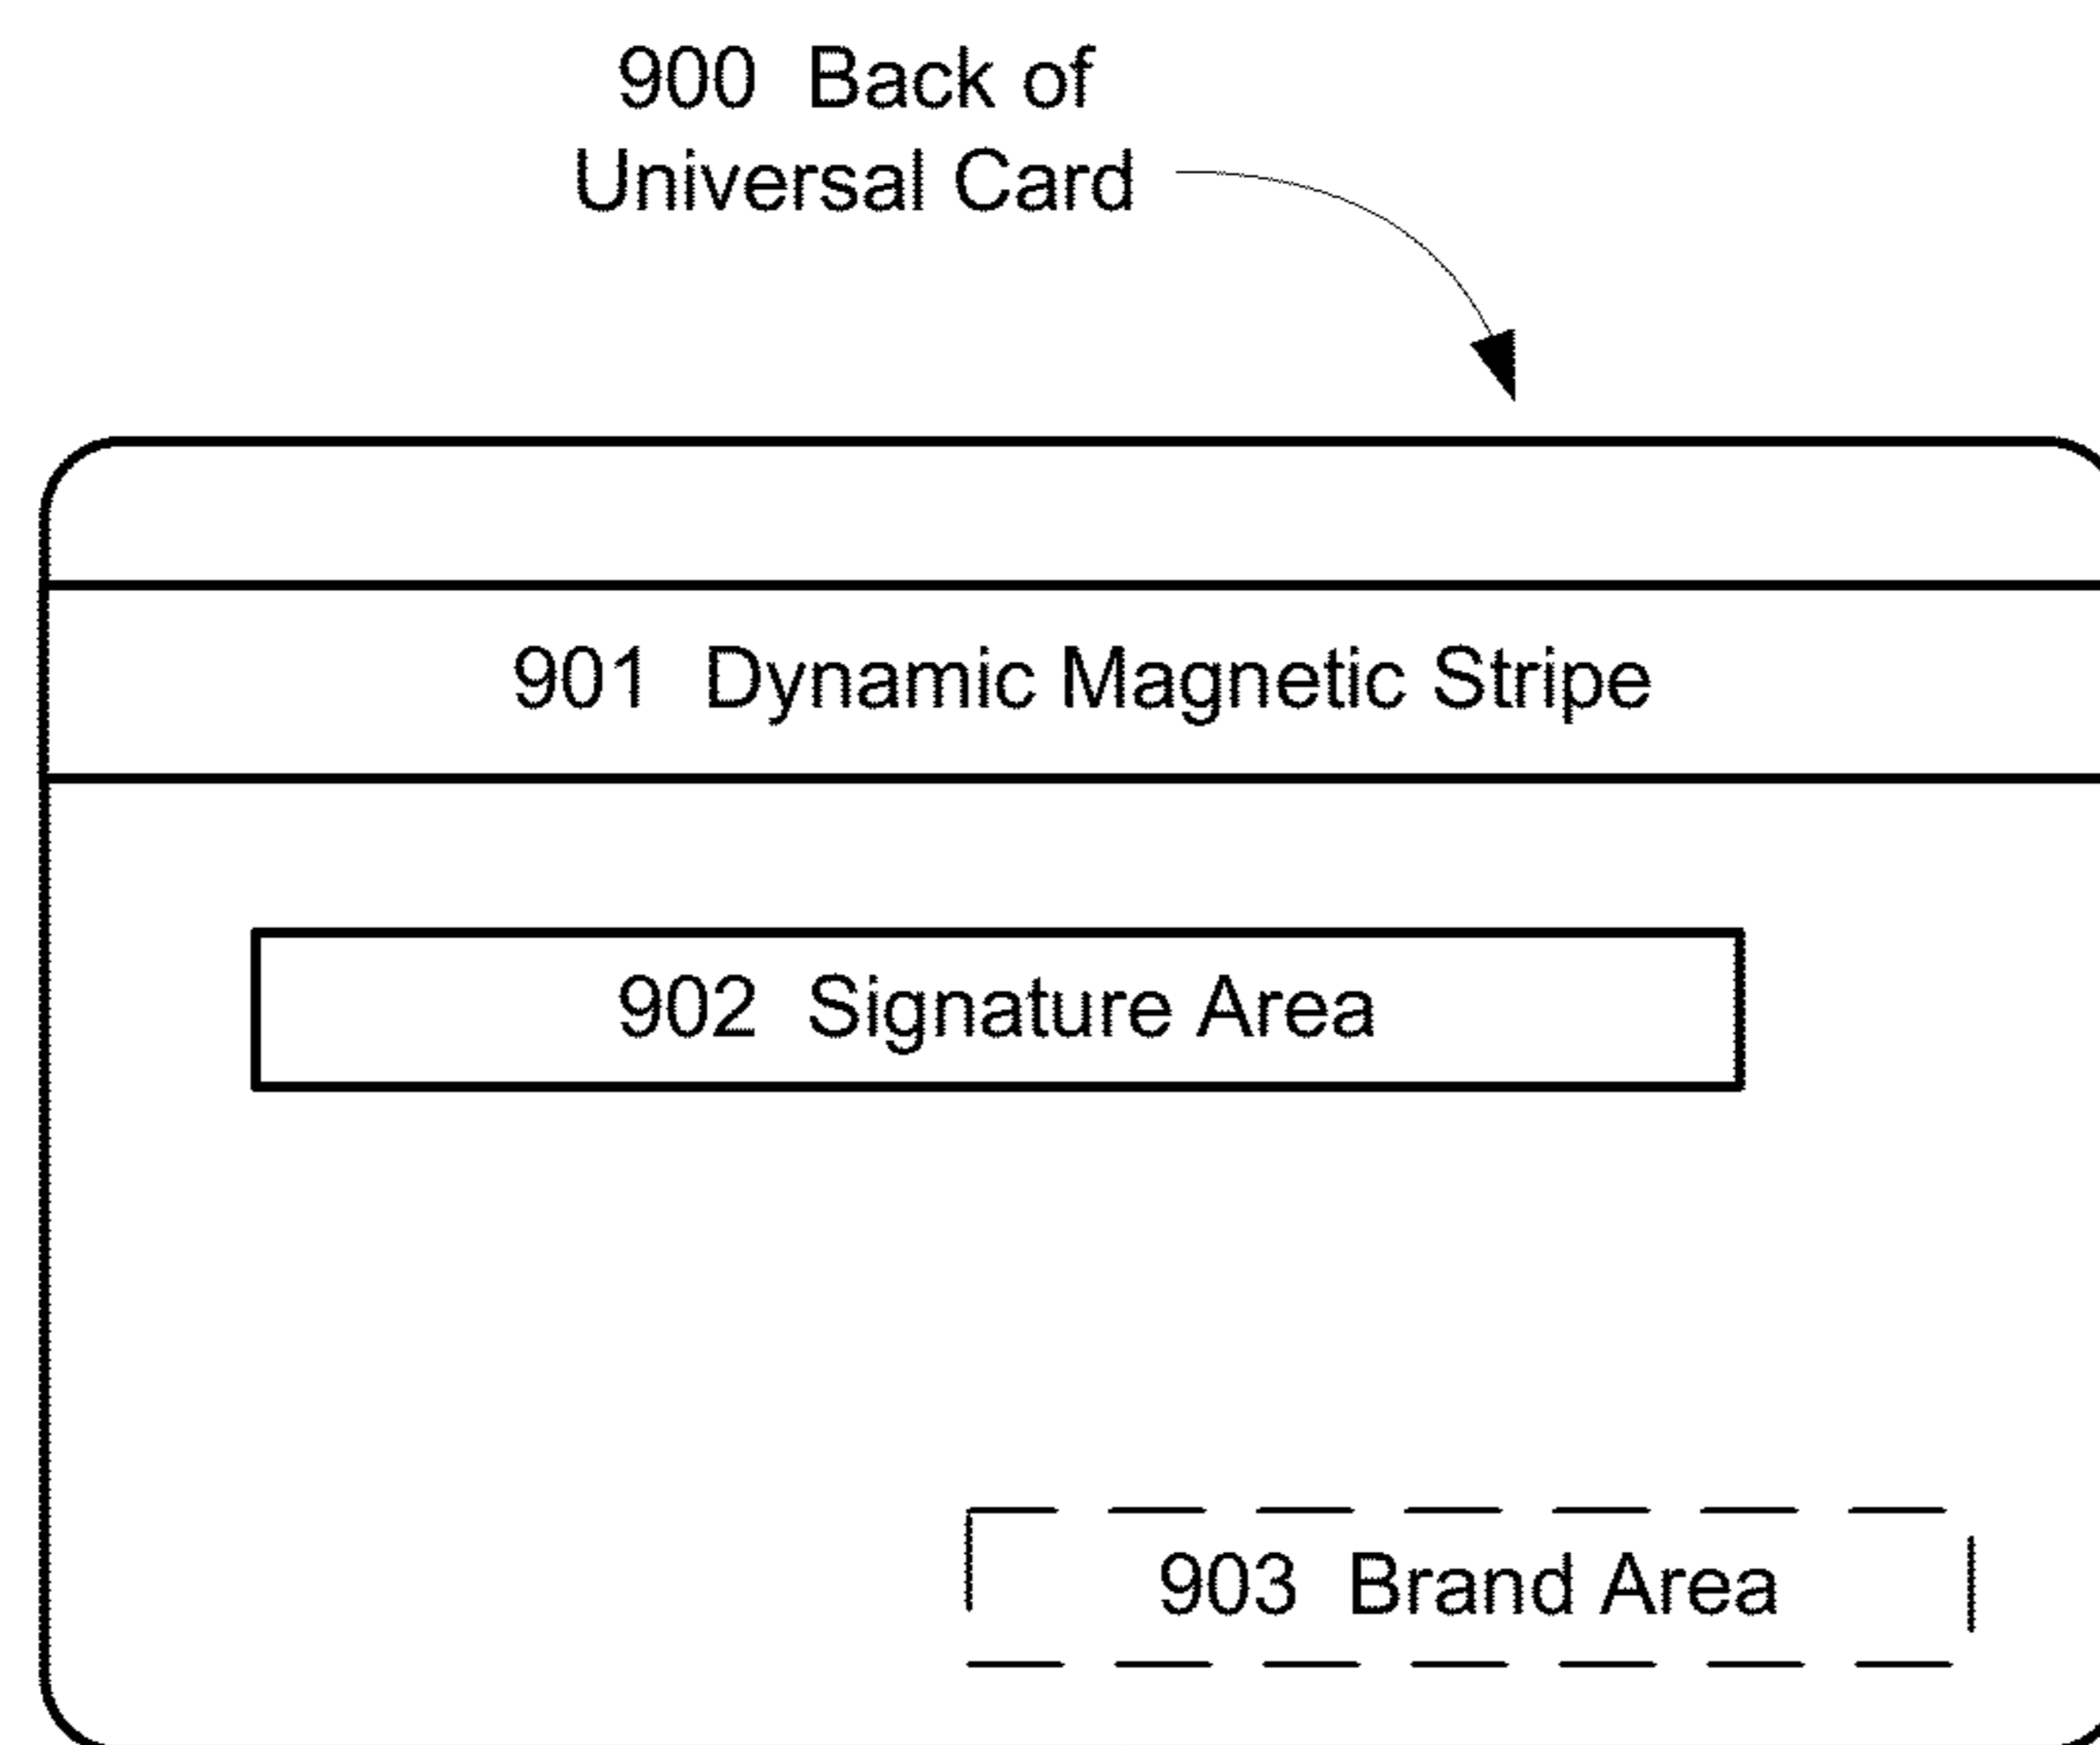 900  Back of
Universal Card
901  Dynamic Magnetic Stripe
902  Signature Area
903  Brand Area